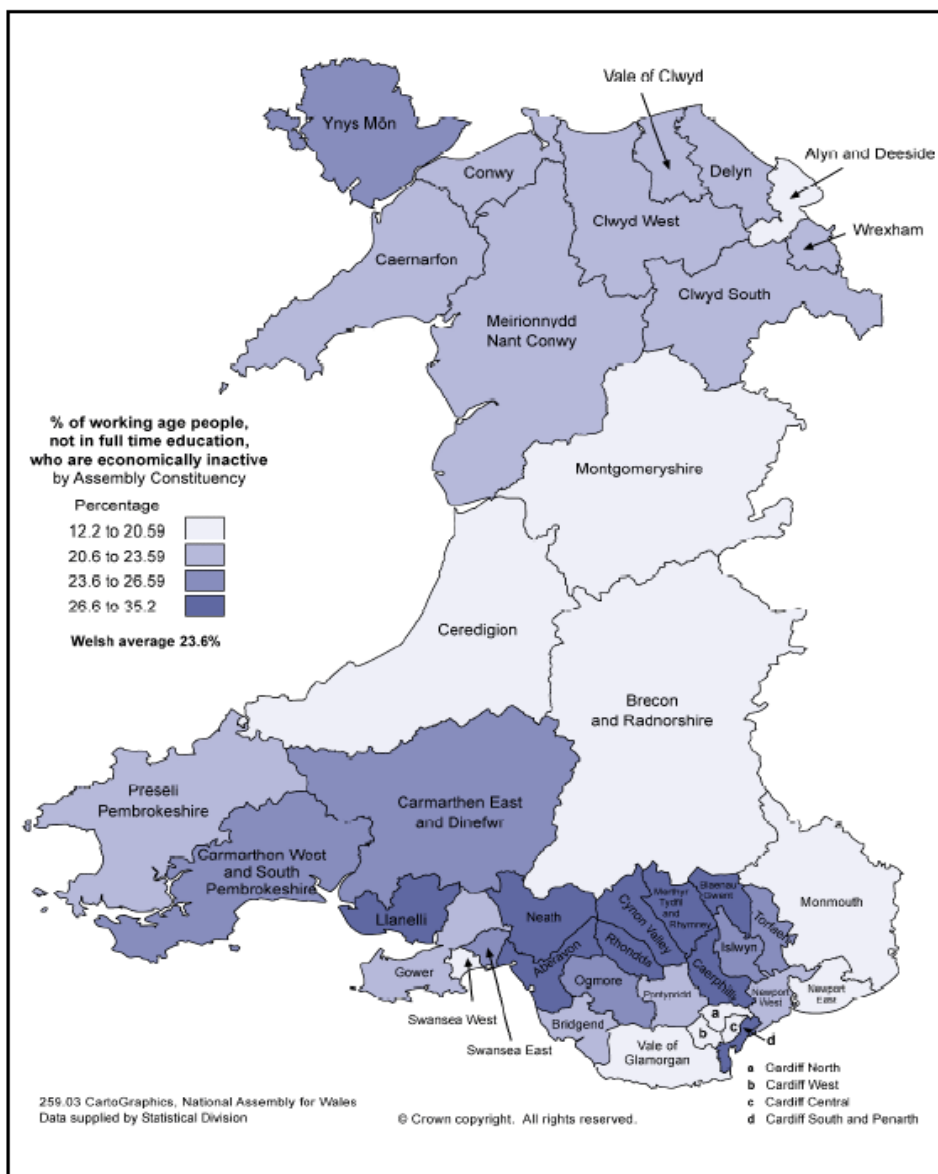 Vale of Clwyd
Ynys Môn
Alyn and Deeside
Conwy
Delyn
Clwyd West
Wrexham
Caernarfon
Clwyd South
Meirionnydd
Nant Conwy
% of working age people,
not in full time education,
who are economically inactive
by Assembly Constituency
Percentage
12.2 to 20.59
20.6 to 23.59
23.6 to 26.59
26.6 to 35.2
Welsh average 23.6%
Montgomeryshire
Ceredigion
Brecon
and Radnorshire
Preseli
Pembrokeshire
Carmarthen East
and Dinefwr
Carmarthen West
and South
Pembrokeshire
Llanelli
Neath
Cynon Valley
Merthyr
Tydfil
and
Rhymney
Blaenau
Gwent
Torfaen
Monmouth
Islwyn
Aberavon
Rhondda
Caerphilly
Gower
Ogmore
Pontypridd
Newport
West
Newport
East
Swansea West
Swansea East
Bridgend
Vale of
Glamorgan
a
b
c
d
a Cardiff North
b Cardiff West
c Cardiff Central
d Cardiff South and Penarth
259.03 CartoGraphics, National Assembly for Wales
Data supplied by Statistical Division
© Crown copyright. All rights reserved.